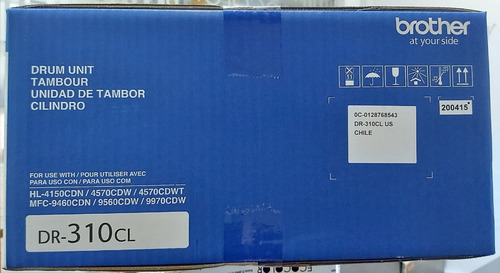 brother
at your side
DRUM UNIT
TAMBOUR
UNIDAD DE TAMBOR
CILINDRO
200415
0C-0128768543
DR-310CL US
CHILE
FOR USE WITH / POUR UTILISER AVEC
PARA USO CON / PARA USO COM
HL-4150CDN / 4570CDW / 4570CDWT
MFC-9460CDN / 9560CDW / 9970CDW
DR-310CL